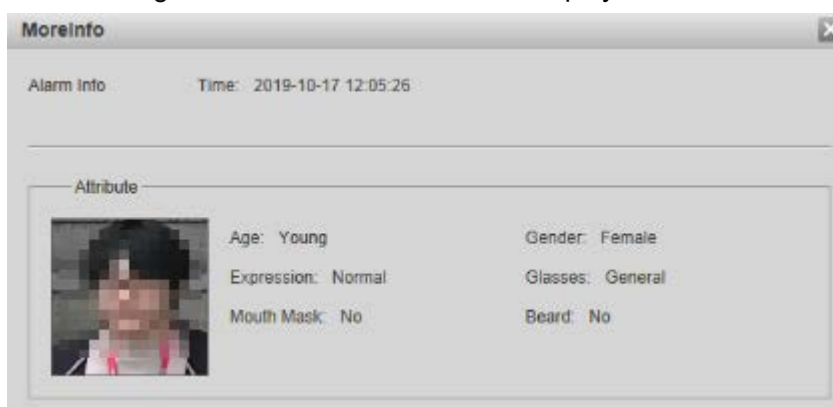 MoreInfo
Alarm Info Time: 2019-10-17 12:05:26
Attribute
Age: Young Gender: Female
Expression: Normal Glasses: General
Mouth Mask: No Beard: No